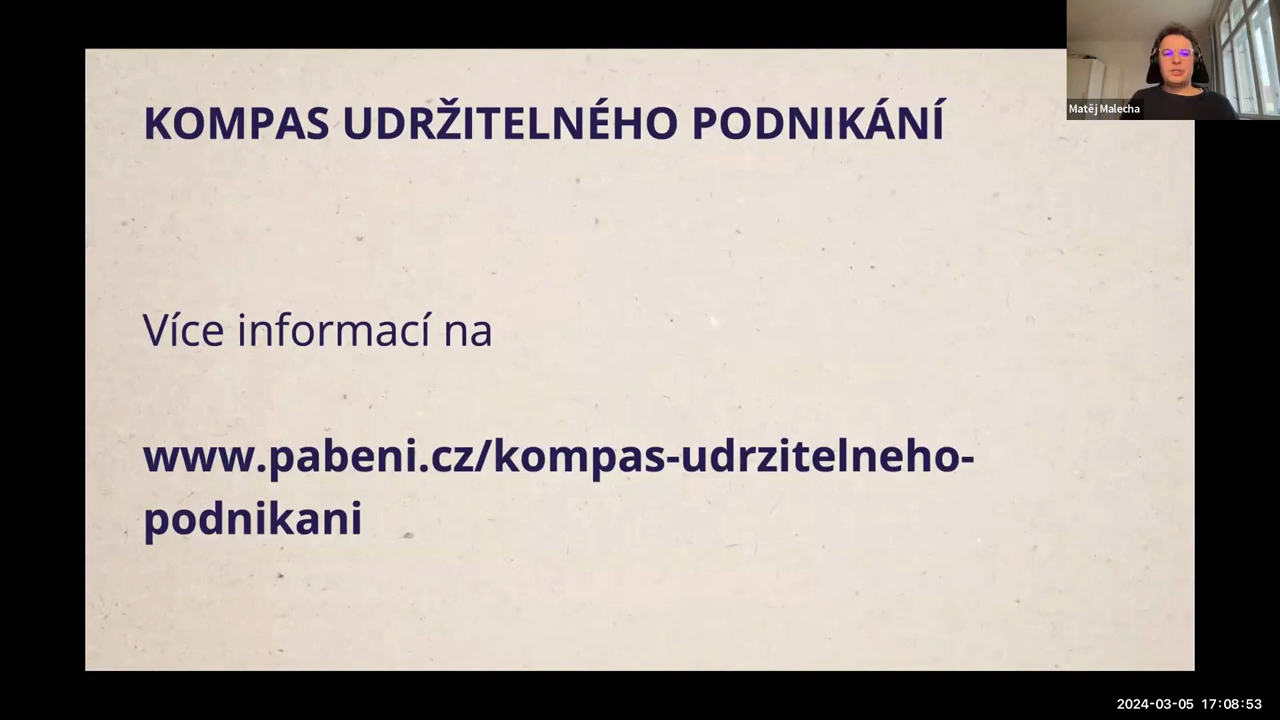 KOMPAS UDRŽITELNÉHO PODNIKÁNÍ
Matěj Malecha
Více informací na
www.pabeni.cz/kompas-udrzitelneho-
podnikani
2024-03-05 17:08:53